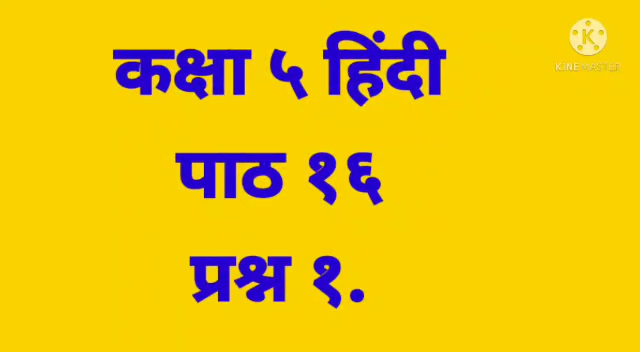 कक्षा ५ हिंदी
KINEMASTER
पाठ १६
प्रश्न १.